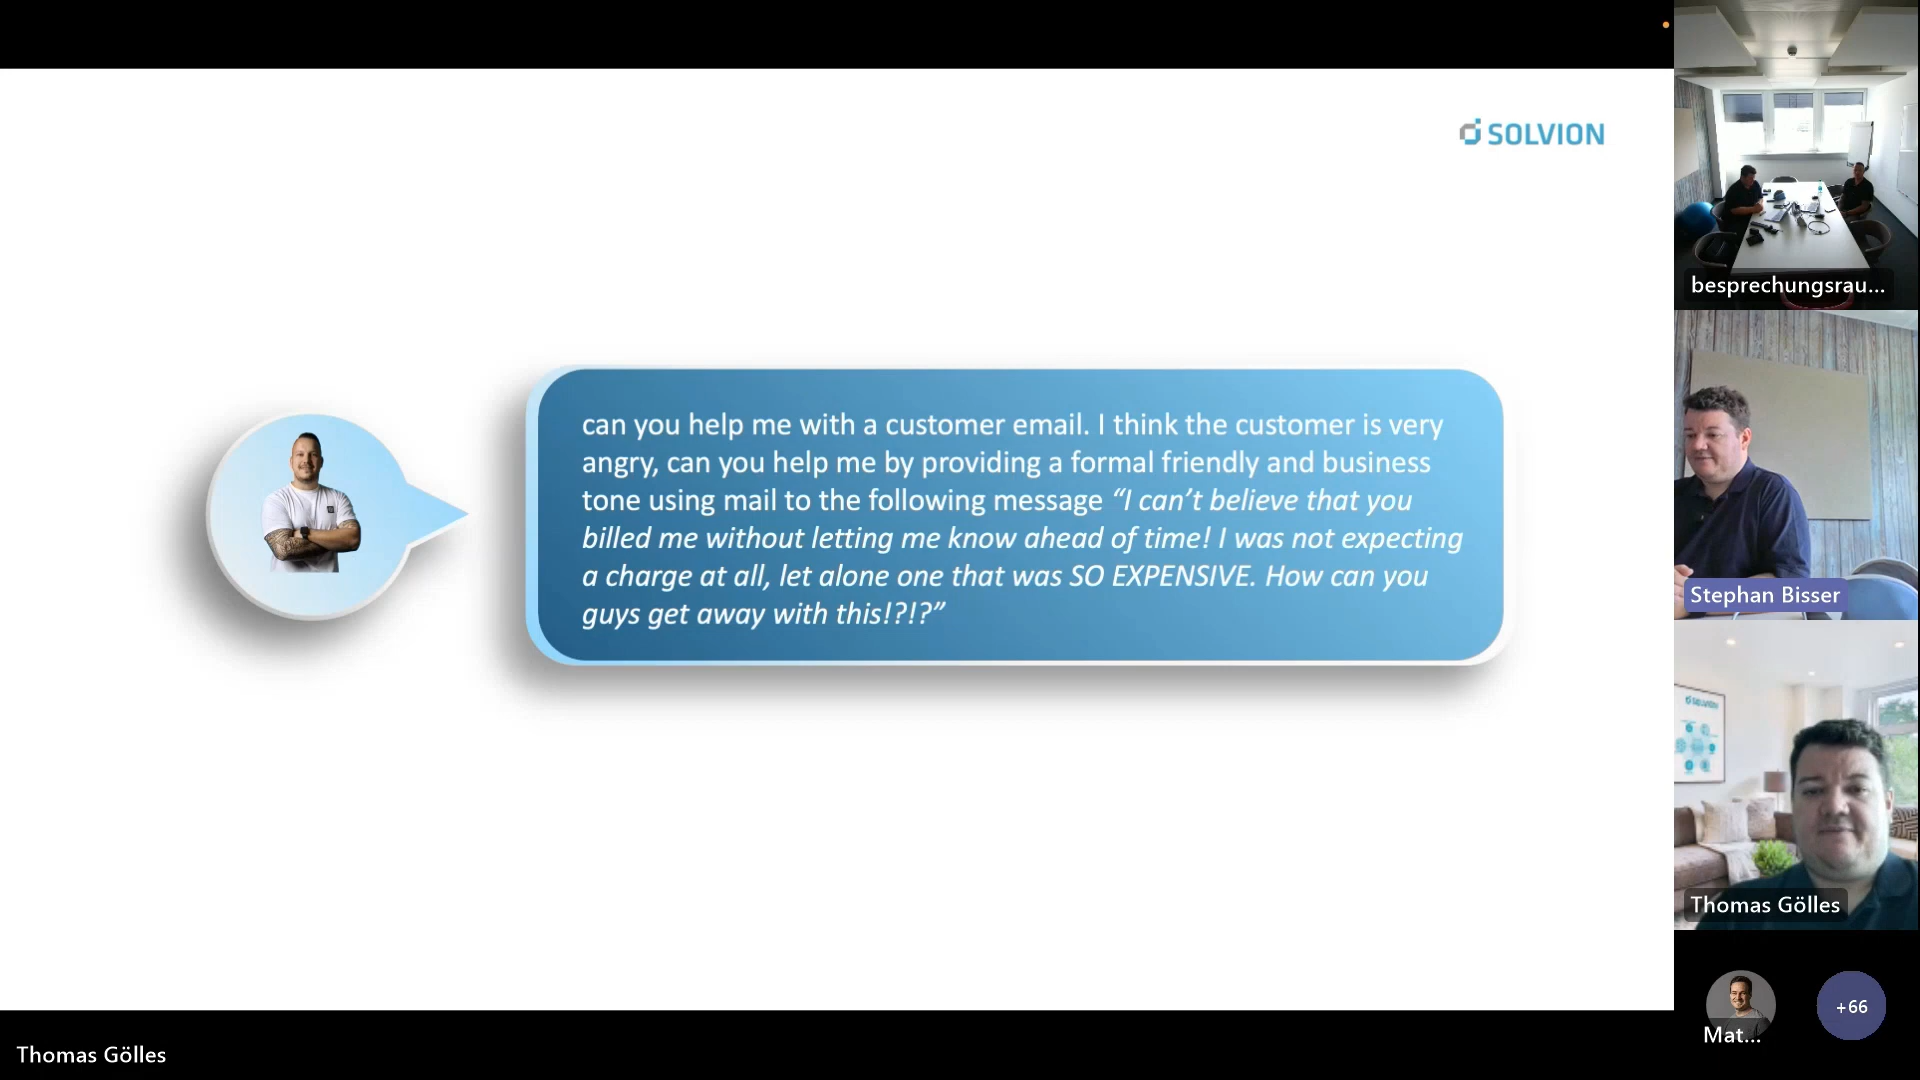 SOLVION
can you help me with a customer email. I think the customer is very
angry, can you help me by providing a formal friendly and business
tone using mail to the following message “I can’t believe that you
billed me without letting me know ahead of time! I was not expecting
a charge at all, let alone one that was SO EXPENSIVE. How can you
guys get away with this!?!?”
Thomas Gölles
besprechungsrau...
Stephan Bisser
SOLVION
Thomas Gölles
Mat...
+66